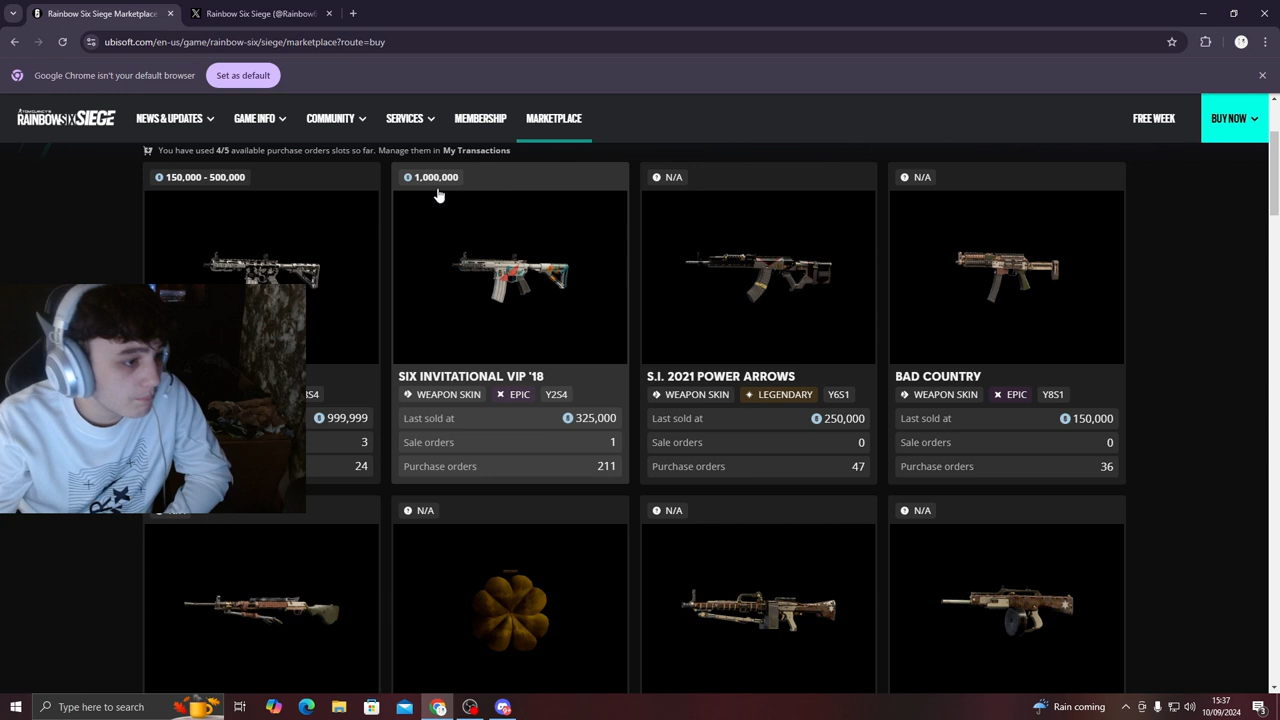 Rainbow Six Siege Marketplace
Rainbow Six Siege (@Rainbow6
ubisoft.com/en-us/game/rainbow-six/siege/marketplace?route=buy
Google Chrome isn't your default browser
Set as default
RAINBOWSIXSIEGE
NEWS & UPDATES
GAME INFO
COMMUNITY
SERVICES
MEMBERSHIP
MARKETPLACE
FREE WEEK
BUY NOW
You have used 4/5 available purchase orders slots so far. Manage them in My Transactions
150,000 - 500,000
1,000,000
N/A
N/A
SIX INVITATIONAL VIP '18
S.I. 2021 POWER ARROWS
BAD COUNTRY
WEAPON SKIN
EPIC
Y2S4
WEAPON SKIN
LEGENDARY
Y6S1
WEAPON SKIN
EPIC
Y8S1
999,999
Last sold at 325,000
Last sold at 250,000
Last sold at 150,000
3
Sale orders 1
Sale orders 0
Sale orders 0
24
Purchase orders 211
Purchase orders 47
Purchase orders 36
N/A
N/A
N/A
Type here to search
Rain coming
15:37
10/09/2024